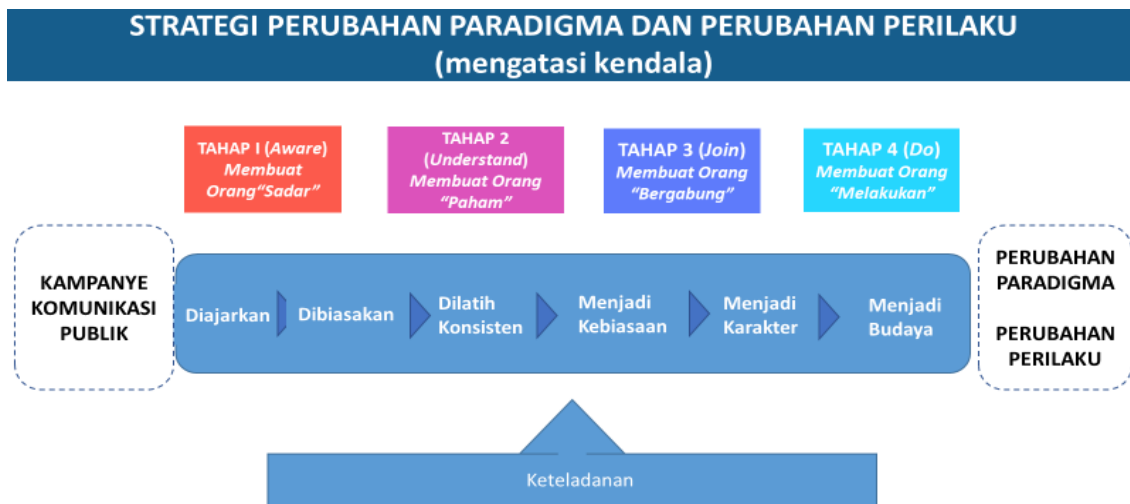 STRATEGI PERUBAHAN PARADIGMA DAN PERUBAHAN PERILAKU
(mengatasi kendala)
TAHAP I (Aware)
Membuat
Orang“Sadar”
TAHAP 2
(Understand)
Membuat Orang
“Paham”
TAHAP 3 (Join)
Membuat Orang
“Bergabung”
TAHAP 4 (Do)
Membuat Orang
“Melakukan”
KAMPANYE
KOMUNIKASI
PUBLIK
Diajarkan
Dibiasakan
Dilatih
Konsisten
Menjadi
Kebiasaan
Menjadi
Karakter
Menjadi
Budaya
PERUBAHAN
PARADIGMA
PERUBAHAN
PERILAKU
Keteladanan